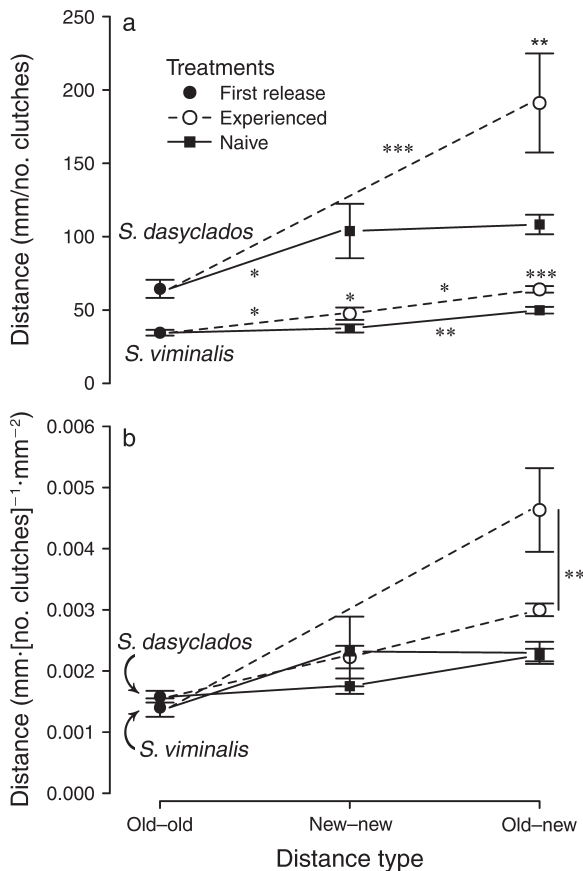 a
250
200
150
100
50
0
Distance (mm/no. clutches)
Treatments
First release
Experienced
Naive
**
***
S. dasyclados
*
*
*
*
***
**
S. viminalis
b
0.006
0.005
0.004
0.003
0.002
0.001
0.000
Distance (mm·[no. clutches]⁻¹·mm⁻²)
**
S. dasyclados
S. viminalis
Old–old
New–new
Old–new
Distance type